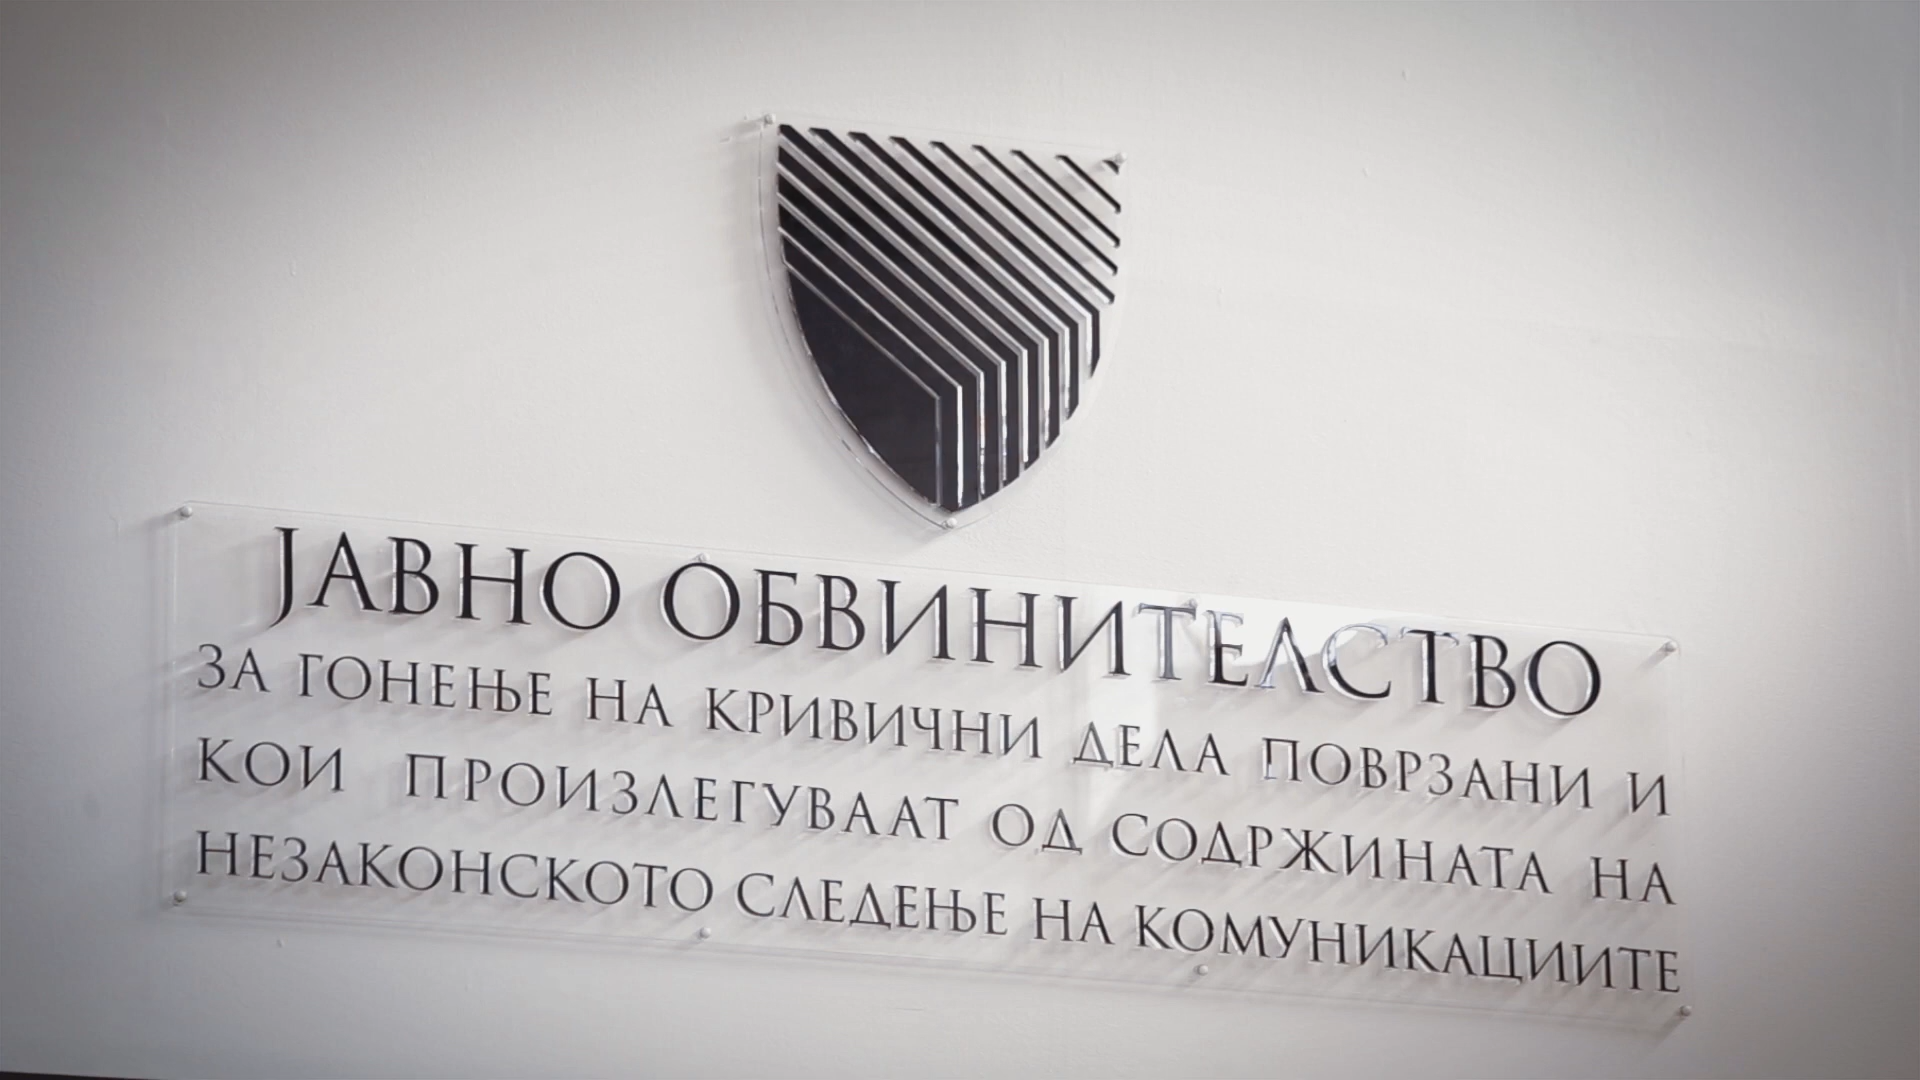 ЈАВНО ОБВИНИТЕЛСТВО
ЗА ГОНЕЊЕ НА КРИВИЧНИ ДЕЛА ПОВРЗАНИ И
КОИ ПРОИЗЛЕГУВААТ ОД СОДРЖИНАТА НА
НЕЗАКОНСКОТО СЛЕДЕЊЕ НА КОМУНИКАЦИИТЕ